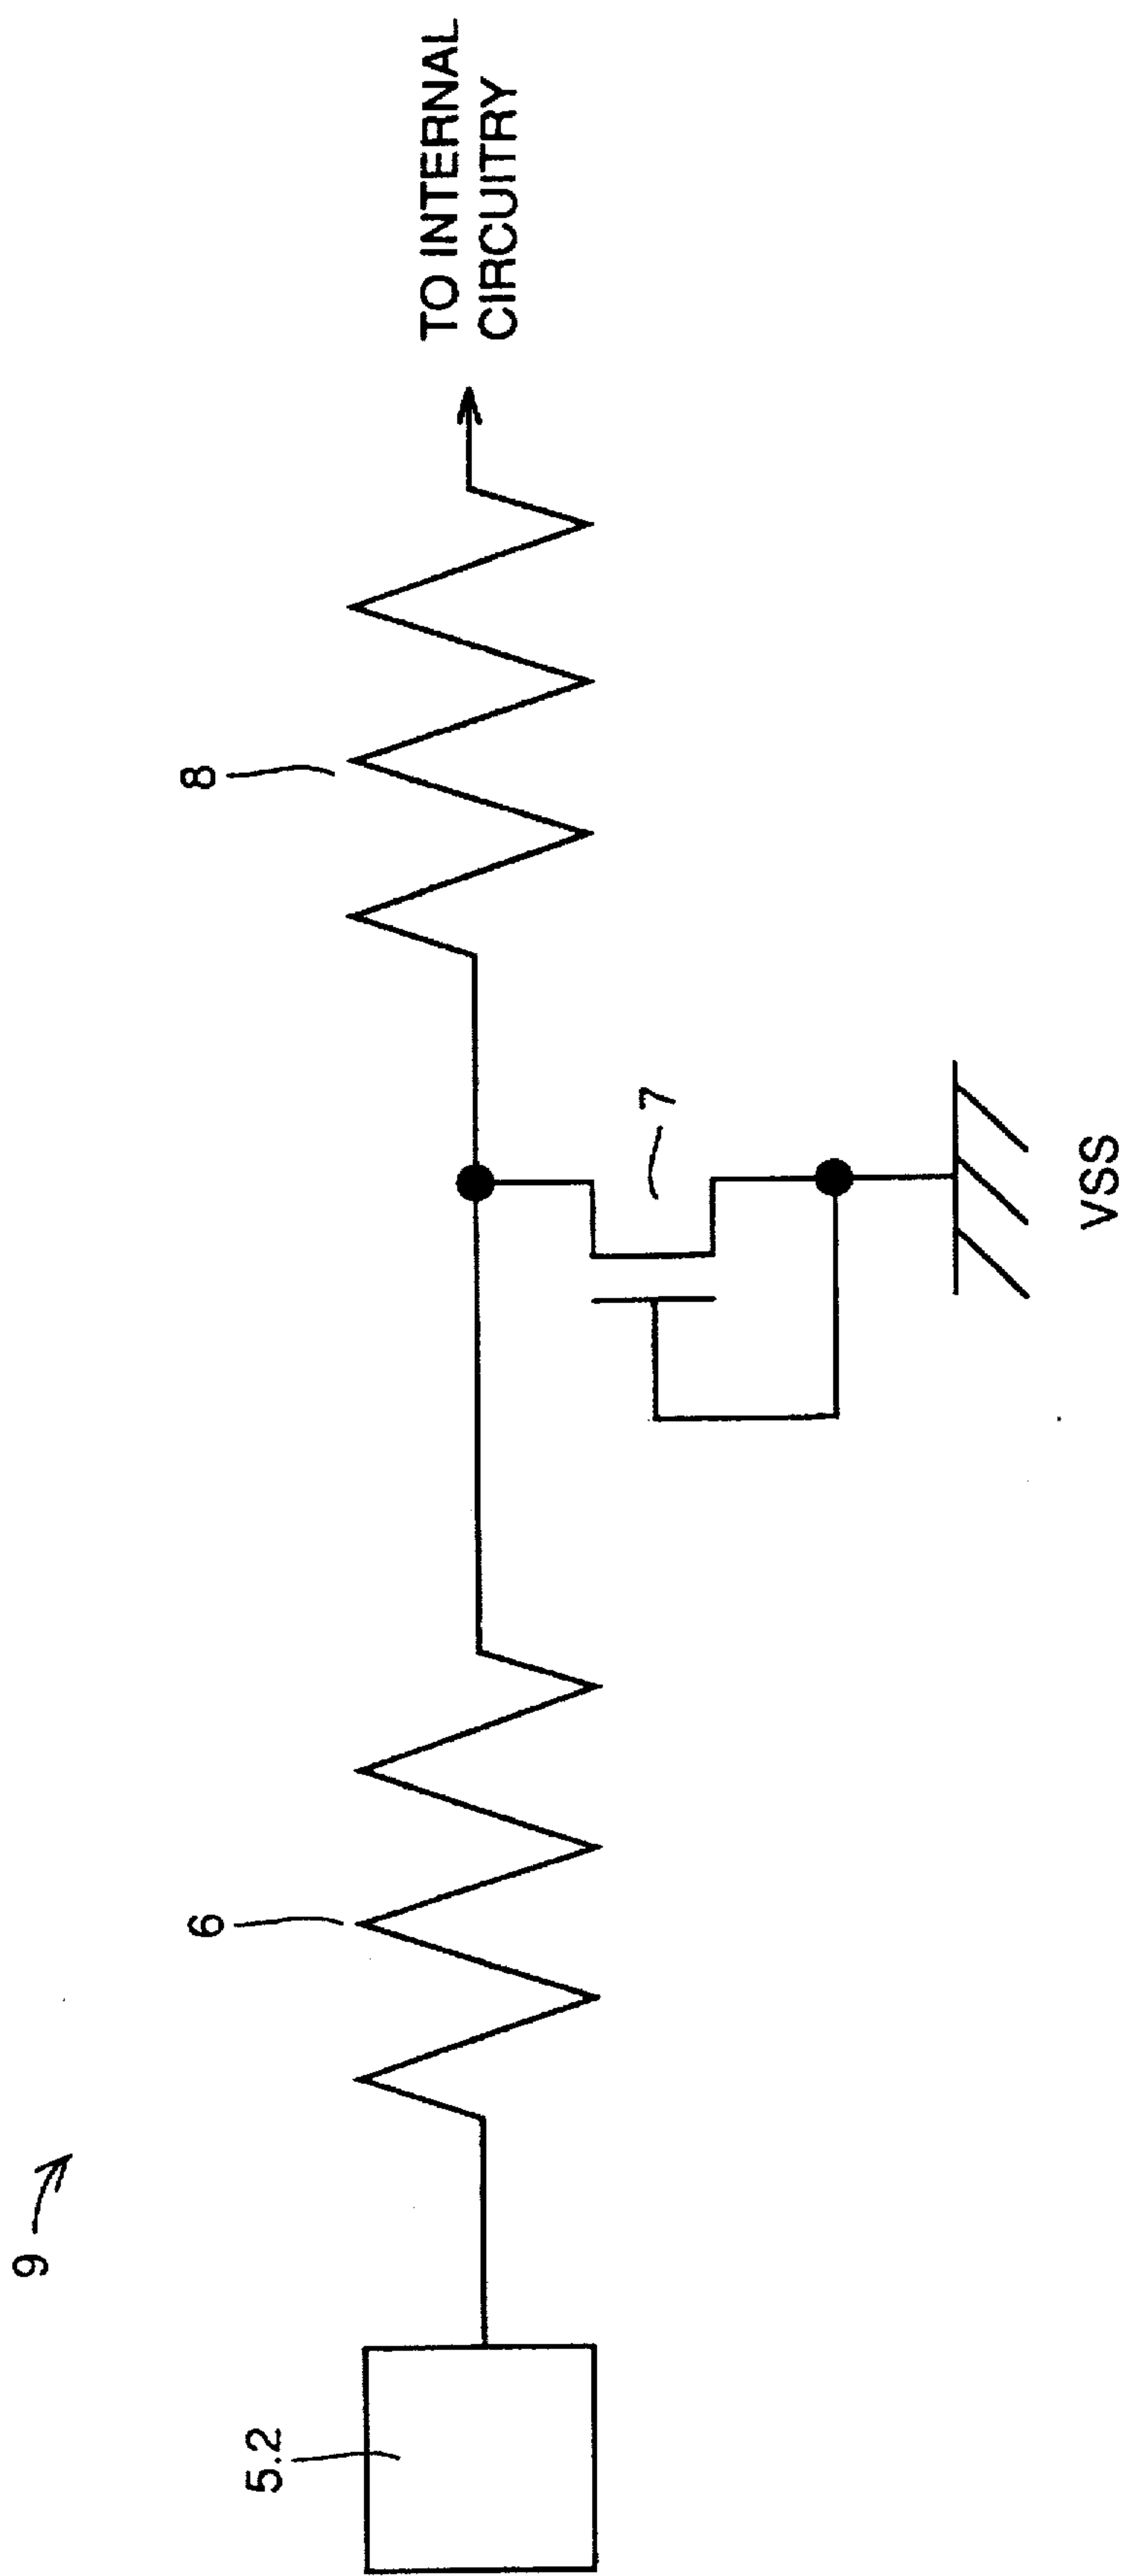 9
5.2
6
8
7
TO INTERNAL
CIRCUITRY
VSS